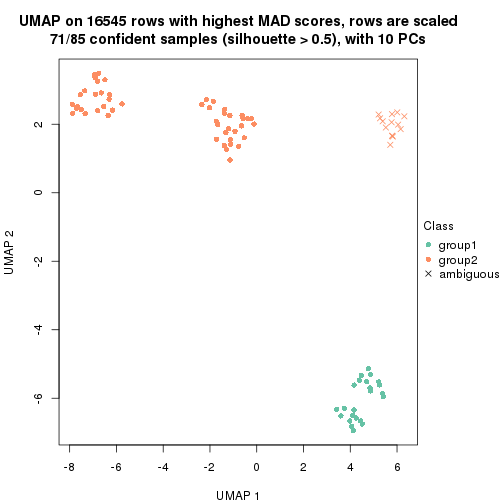 UMAP on 16545 rows with highest MAD scores, rows are scaled
71/85 confident samples (silhouette > 0.5), with 10 PCs
2
0
-2
-4
-6
UMAP 2
-8
-6
-4
-2
0
2
4
6
UMAP 1
Class
group1
group2
ambiguous